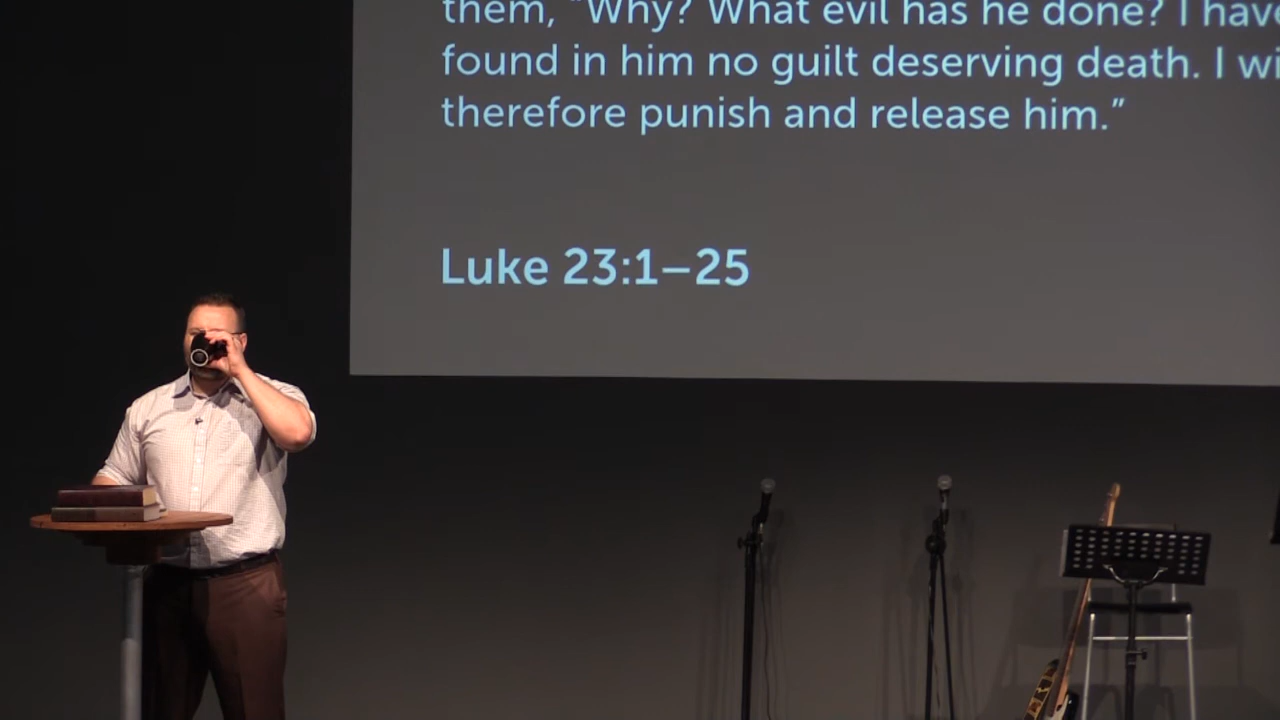 them, “Why? What evil has he done? I have
found in him no guilt deserving death. I
therefore punish and release him.”
Luke 23:1–25